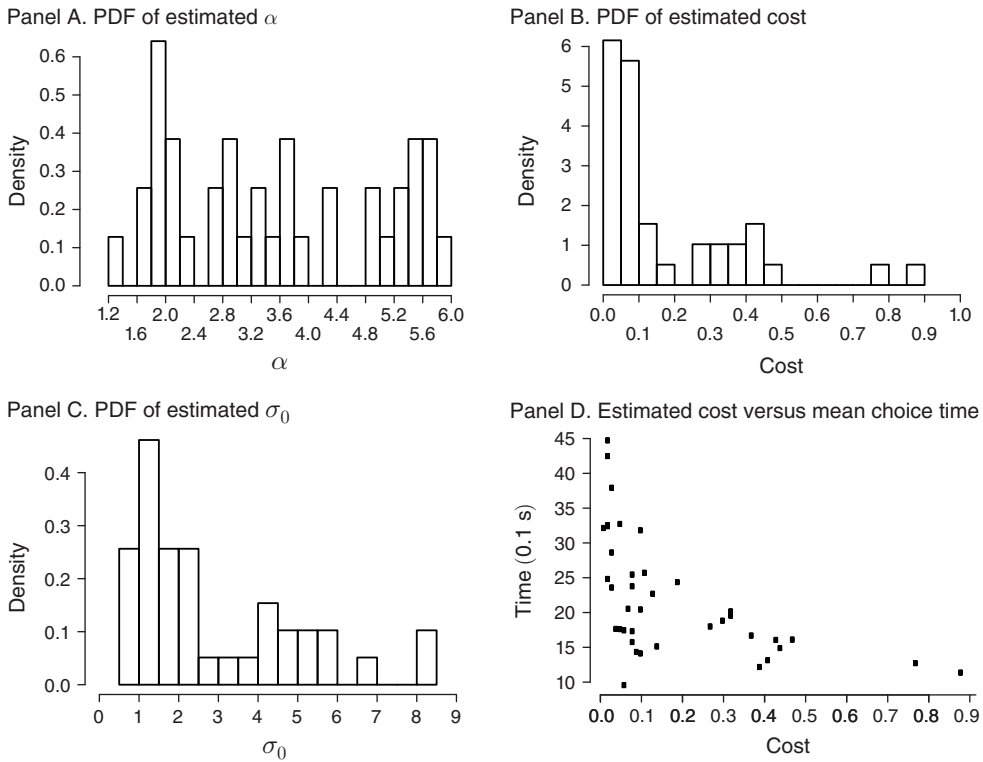 Panel A. PDF of estimated α
0.6
0.5
0.4
0.3
0.2
0.1
0.0
Density
1.2 2.0 2.8 3.6 4.4 5.2 6.0
1.6 2.4 3.2 4.0 4.8 5.6
α
Panel B. PDF of estimated cost
6
5
4
3
2
1
0
Density
0.0 0.2 0.4 0.6 0.8 1.0
0.1 0.3 0.5 0.7 0.9
Cost
Panel C. PDF of estimated σ₀
0.4
0.3
0.2
0.1
0.0
Density
0 1 2 3 4 5 6 7 8 9
σ₀
Panel D. Estimated cost versus mean choice time
45
40
35
30
25
20
15
10
Time (0.1 s)
0.0 0.1 0.2 0.3 0.4 0.5 0.6 0.7 0.8 0.9
Cost